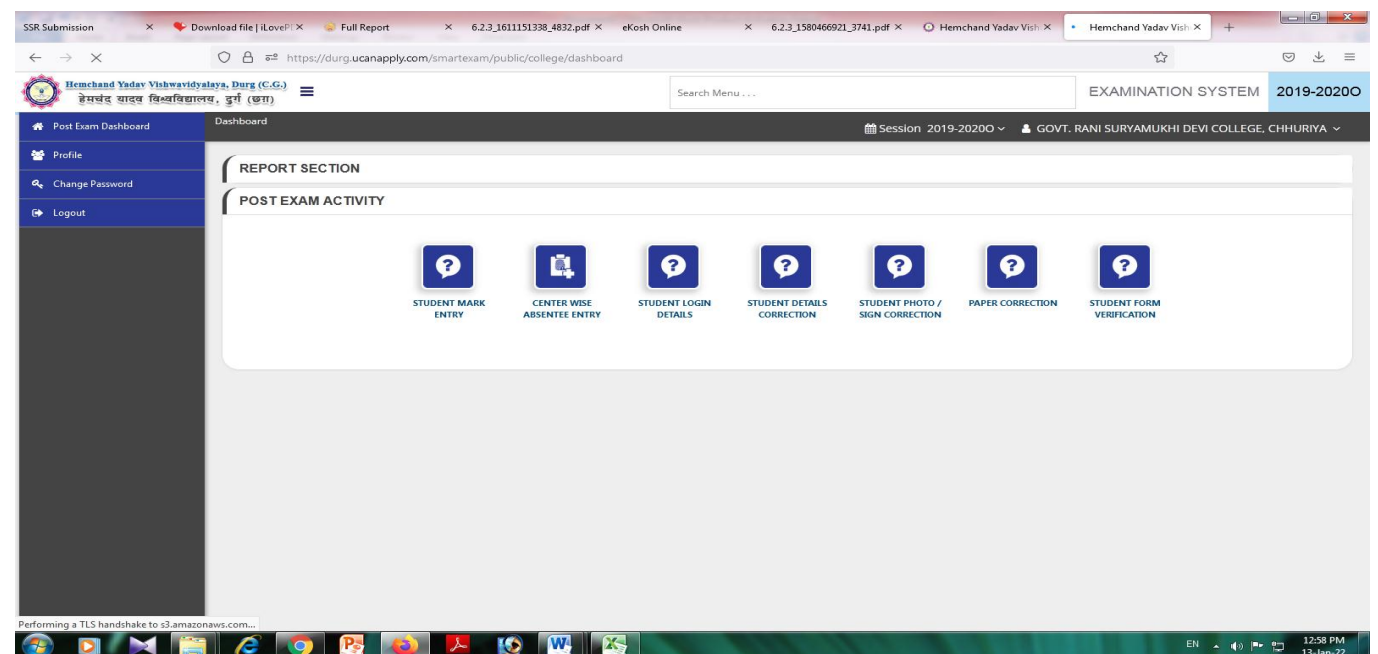 SSR Submission
Download file | iLoveP
Full Report
6.2.3_1611151338_4832.pdf
eKosh Online
6.2.3_1580466921_3741.pdf
Hemchand Yadav Vish
Hemchand Yadav Vish
https://durg.ucanapply.com/smartexam/public/college/dashboard
Hemchand Yadav Vishwavidyalaya, Durg (C.G.)
हेमचंद यादव विश्वविद्यालय, दुर्ग (छग)
Search Menu . . .
EXAMINATION SYSTEM
2019-2020O
Post Exam Dashboard
Dashboard
Session 2019-2020O
GOVT. RANI SURYAMUKHI DEVI COLLEGE, CHHURIYA
Profile
Change Password
Logout
REPORT SECTION
POST EXAM ACTIVITY
STUDENT MARK
ENTRY
CENTER WISE
ABSENTEE ENTRY
STUDENT LOGIN
DETAILS
STUDENT DETAILS
CORRECTION
STUDENT PHOTO /
SIGN CORRECTION
PAPER CORRECTION
STUDENT FORM
VERIFICATION
Performing a TLS handshake to s3.amazonaws.com...
EN
12:58 PM
13-Jan-22